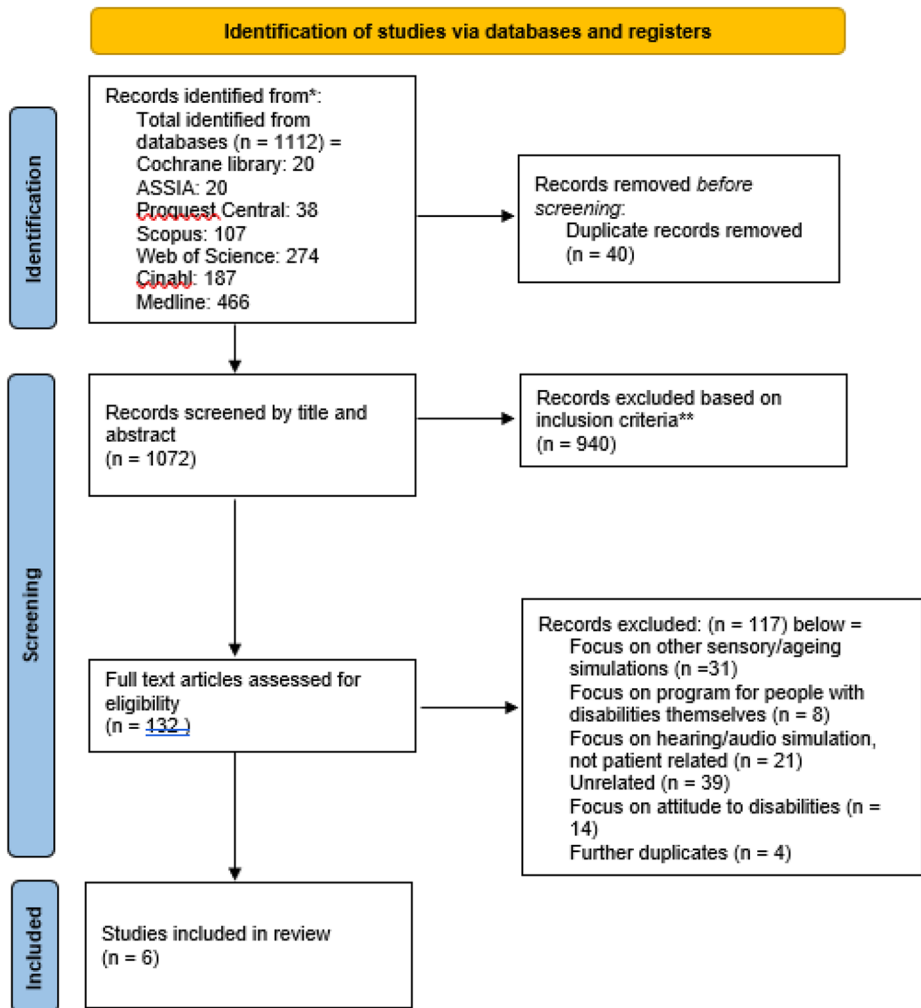 Identification of studies via databases and registers
Identification
Records identified from*:
Total identified from
databases (n = 1112) =
Cochrane library: 20
ASSIA: 20
Proquest Central: 38
Scopus: 107
Web of Science: 274
Cinahl: 187
Medline: 466
Records removed before
screening:
Duplicate records removed
(n = 40)
Screening
Records screened by title and
abstract
(n = 1072)
Records excluded based on
inclusion criteria**
(n = 940)
Full text articles assessed for
eligibility
(n = 132 )
Records excluded: (n = 117) below =
Focus on other sensory/ageing
simulations (n =31)
Focus on program for people with
disabilities themselves (n = 8)
Focus on hearing/audio simulation,
not patient related (n = 21)
Unrelated (n = 39)
Focus on attitude to disabilities (n =
14)
Further duplicates (n = 4)
Included
Studies included in review
(n = 6)